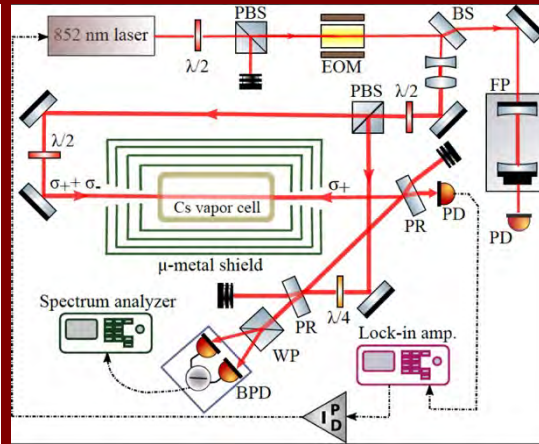 852 nm laser
λ/2
PBS
EOM
BS
PBS
λ/2
FP
λ/2
σ₊+ σ₋
Cs vapor cell
σ₊
PR
PD
PD
μ-metal shield
Spectrum analyzer
PR
λ/4
WP
Lock-in amp.
BPD
P
I
D